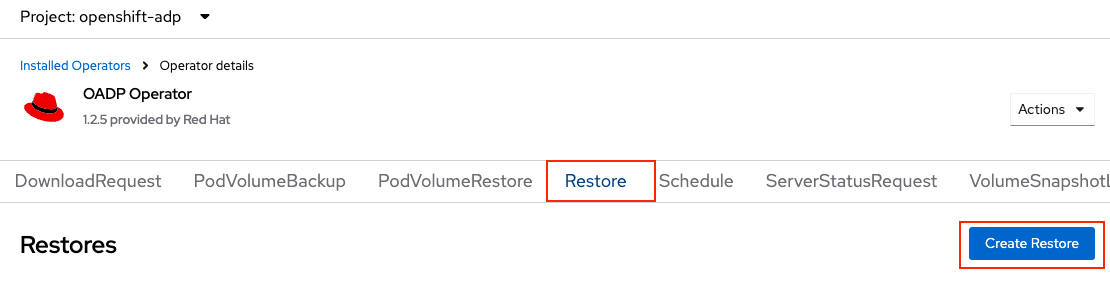 Project: openshift-adp
Installed Operators > Operator details
OADP Operator
1.2.5 provided by Red Hat
Actions
DownloadRequest PodVolumeBackup PodVolumeRestore Restore Schedule ServerStatusRequest VolumeSnapshotL
Restores
Create Restore